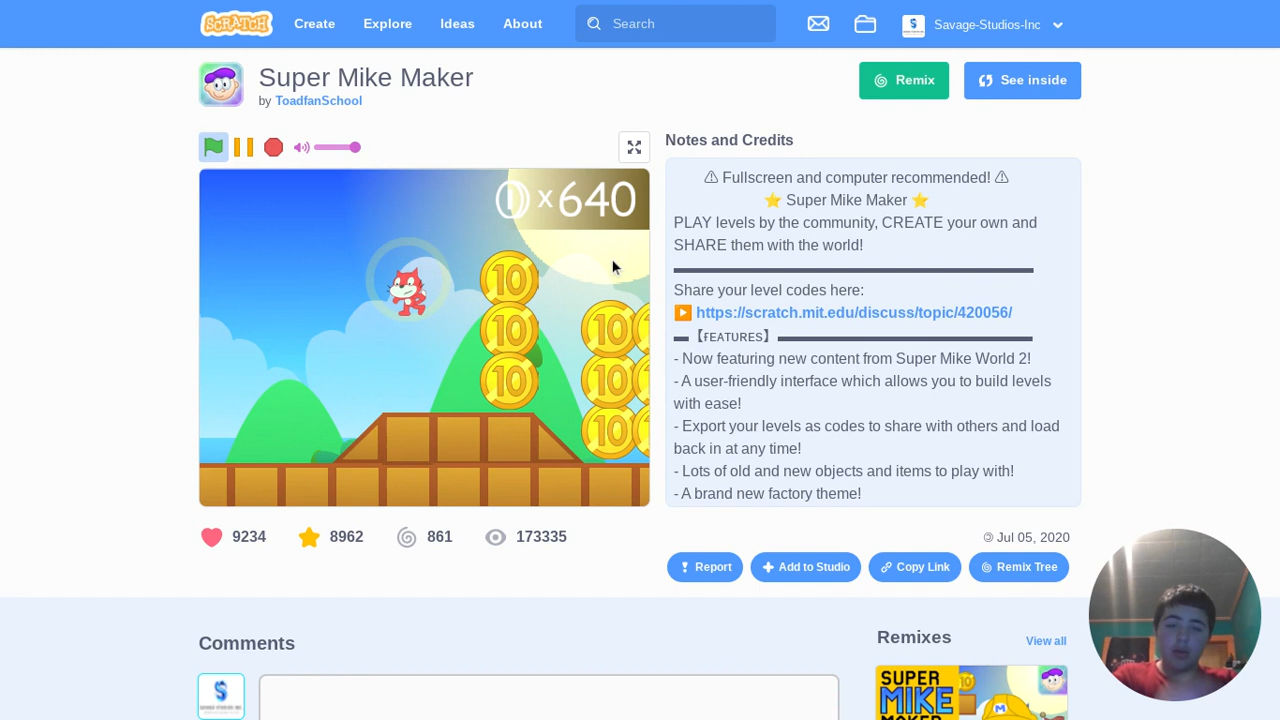 SCRATCH
Create
Explore
Ideas
About
Search
Savage-Studios-Inc
Super Mike Maker
by ToadfanSchool
Remix
See inside
Notes and Credits
x640
10
10
10
10
10
10
⚠ Fullscreen and computer recommended! ⚠
⭐ Super Mike Maker ⭐
PLAY levels by the community, CREATE your own and
SHARE them with the world!
Share your level codes here:
▶️ https://scratch.mit.edu/discuss/topic/420056/
▬【ꜰᴇᴀᴛᴜʀᴇꜱ】▬▬▬▬▬▬▬▬▬▬▬▬▬▬▬▬▬
- Now featuring new content from Super Mike World 2!
- A user-friendly interface which allows you to build levels
with ease!
- Export your levels as codes to share with others and load
back in at any time!
- Lots of old and new objects and items to play with!
- A brand new factory theme!
9234
8962
861
173335
Jul 05, 2020
Report
Add to Studio
Copy Link
Remix Tree
Comments
Remixes
View all
SUPER
MIKE
MAKER
M